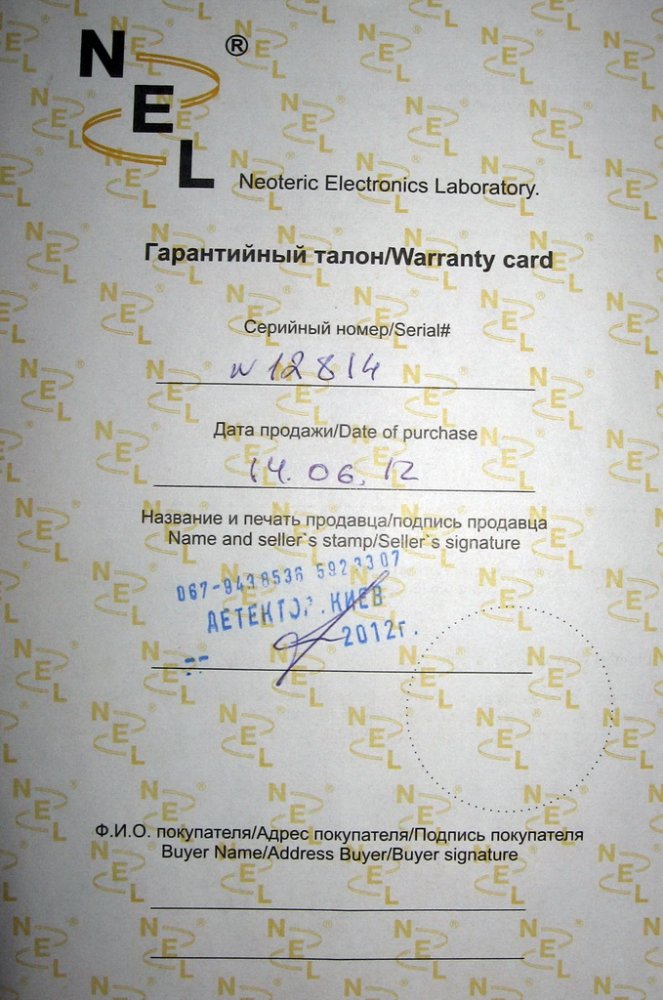 NEL®
Neoteric Electronics Laboratory.
Гарантийный талон/Warranty card
Серийный номер/Serial#
N 12814
Дата продажи/Date of purchase
14. 06. 12
Название и печать продавца/подпись продавца
Name and seller`s stamp/Seller`s signature
067-9438536 5923307
КИЕВ
2012г.
Ф.И.О. покупателя/Адрес покупателя/Подпись покупателя
Buyer Name/Address Buyer/Buyer signature